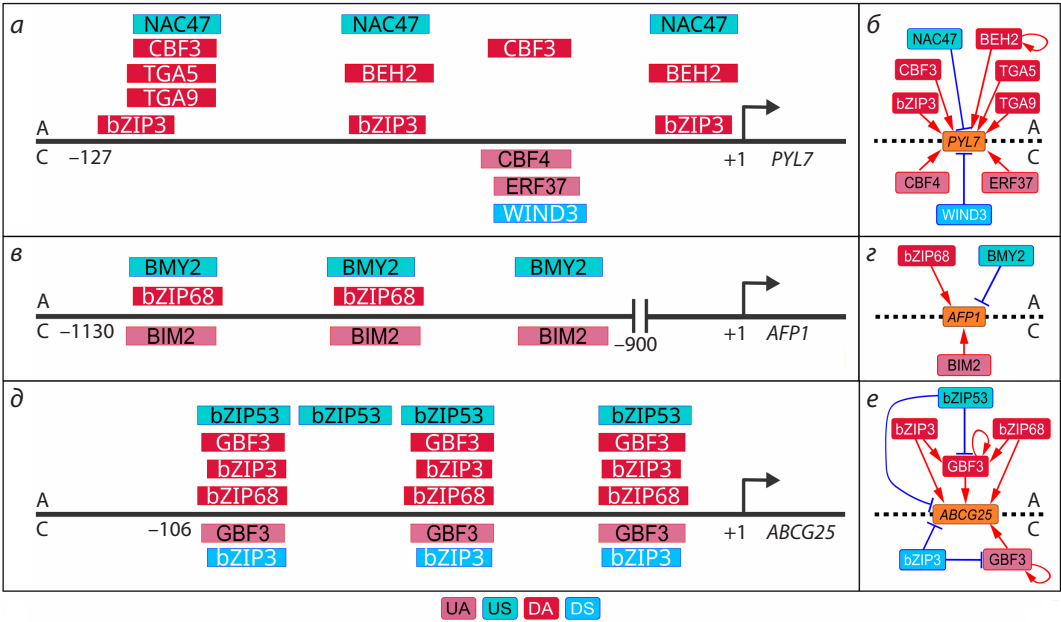 а
NAC47 NAC47 NAC47
CBF3 CBF3
TGA5 BEH2 BEH2
TGA9
bZIP3 bZIP3 bZIP3
A
C –127 +1 PYL7
CBF4
ERF37
WIND3
б
NAC47 BEH2
CBF3 TGA5
bZIP3 TGA9
A
PYL7
C
CBF4 ERF37
WIND3
в
BMY2 BMY2 BMY2
bZIP68 bZIP68
A
C –1130 –900 +1 AFP1
BIM2 BIM2 BIM2
г
bZIP68 BMY2
A
AFP1
C
BIM2
д
bZIP53 bZIP53 bZIP53 bZIP53
GBF3 GBF3 GBF3
bZIP3 bZIP3 bZIP3
bZIP68 bZIP68 bZIP68
A
C –106 +1 ABCG25
GBF3 GBF3 GBF3
bZIP3 bZIP3 bZIP3
е
bZIP53
bZIP3 bZIP68
GBF3
A
ABCG25
C
bZIP3 GBF3
UA US DA DS